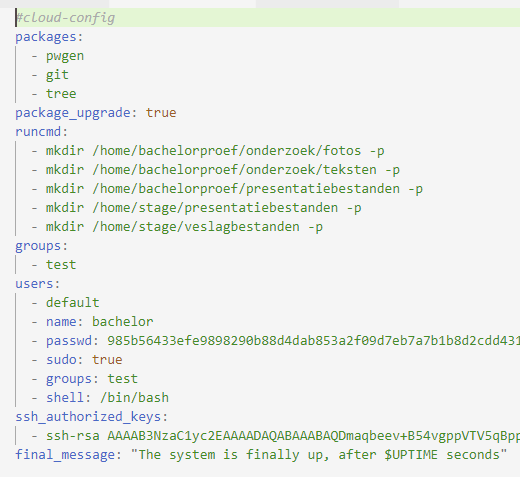 #cloud-config
packages:
- pwgen
- git
- tree
package_upgrade: true
runcmd:
- mkdir /home/bachelorproef/onderzoek/fotos -p
- mkdir /home/bachelorproef/onderzoek/teksten -p
- mkdir /home/bachelorproef/presentatiebestanden -p
- mkdir /home/stage/presentatiebestanden -p
- mkdir /home/stage/veslagbestanden -p
groups:
- test
users:
- default
- name: bachelor
- passwd: 985b56433efe9898290b88d4dab853a2f09d7eb7a7b1b8d2cdd431
- sudo: true
- groups: test
- shell: /bin/bash
ssh_authorized_keys:
- ssh-rsa AAAAB3NzaC1yc2EAAAADAQABAAABAQDmaqbeev+B54vgppVTV5qBpp
final_message: "The system is finally up, after $UPTIME seconds"